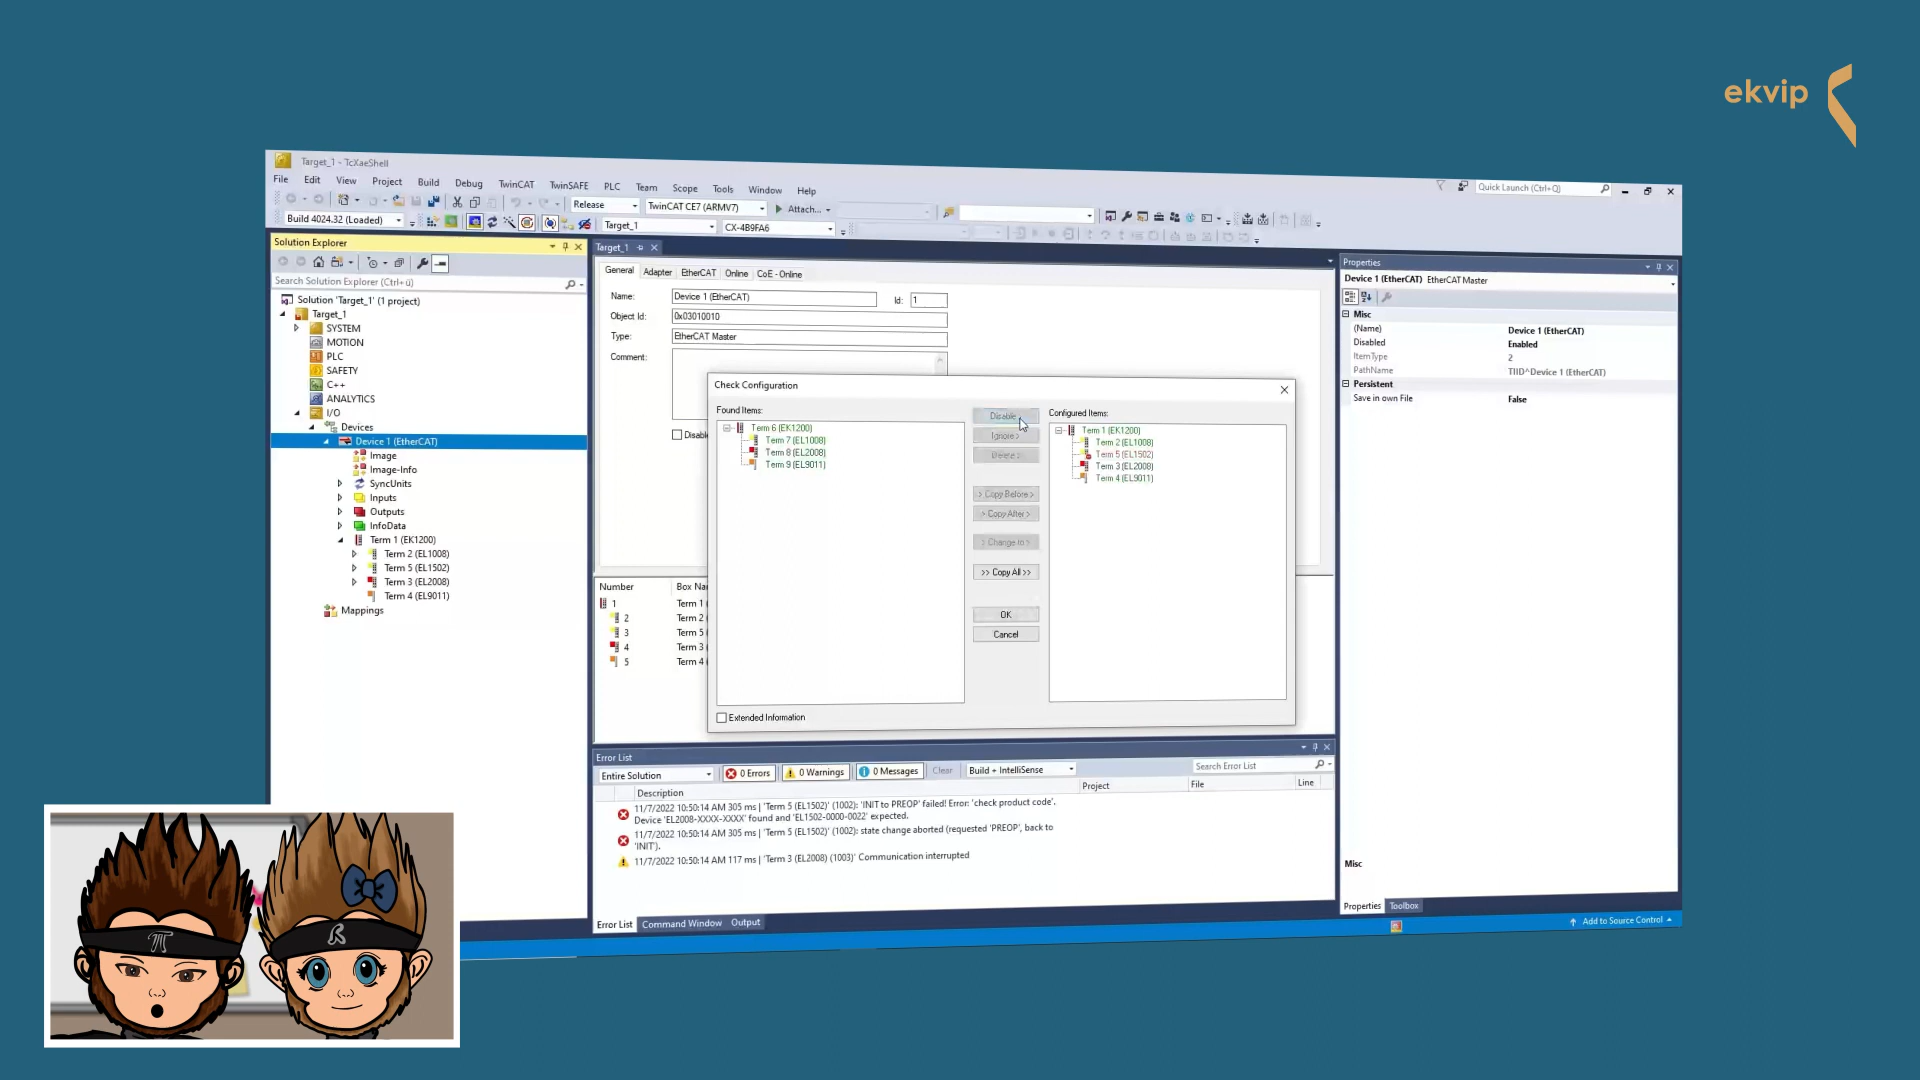 ekvip
Target_1 - TcXaeShell
File Edit View Project Build Debug TwinCAT TwinSAFE PLC Team Scope Tools Window Help
Quick Launch (Ctrl+Q)
Release TwinCAT CE7 (ARMV7) Attach...
Build 4024.32 (Loaded) Target_1 CX-4B9FA6
Solution Explorer
Search Solution Explorer (Ctrl+ü)
Solution 'Target_1' (1 project)
Target_1
SYSTEM
MOTION
PLC
SAFETY
C++
ANALYTICS
I/O
Devices
Device 1 (EtherCAT)
Image
Image-Info
SyncUnits
Inputs
Outputs
InfoData
Term 1 (EK1200)
Term 2 (EL1008)
Term 5 (EL1502)
Term 3 (EL2008)
Term 4 (EL9011)
Mappings
Target_1
General Adapter EtherCAT Online CoE - Online
Name: Device 1 (EtherCAT) Id: 1
Object Id: 0x03010010
Type: EtherCAT Master
Comment:
Disable
Number Box Na
1 Term 1 (
2 Term 2 (
3 Term 5 (
4 Term 3 (
5 Term 4 (
Check Configuration
Found Items:
Term 6 (EK1200)
Term 7 (EL1008)
Term 8 (EL2008)
Term 9 (EL9011)
Disable
Ignore >
Delete >
> Copy Before >
> Copy After >
> Change to >
>> Copy All >>
OK
Cancel
Configured Items:
Term 1 (EK1200)
Term 2 (EL1008)
Term 5 (EL1502)
Term 3 (EL2008)
Term 4 (EL9011)
Extended Information
Error List
Entire Solution 0 Errors 0 Warnings 0 Messages Clear Build + IntelliSense Search Error List
Description Project File Line
11/7/2022 10:50:14 AM 305 ms | 'Term 5 (EL1502)' (1002): 'INIT to PREOP' failed! Error: 'check product code'.
Device 'EL2008-XXXX-XXXX' found and 'EL1502-0000-0022' expected.
11/7/2022 10:50:14 AM 305 ms | 'Term 5 (EL1502)' (1002): state change aborted (requested 'PREOP', back to
'INIT').
11/7/2022 10:50:14 AM 117 ms | 'Term 3 (EL2008) (1003)' Communication interrupted
Error List Command Window Output
Properties
Device 1 (EtherCAT) EtherCAT Master
Misc
(Name) Device 1 (EtherCAT)
Disabled Enabled
ItemType 2
PathName TIID^Device 1 (EtherCAT)
Persistent
Save in own File False
Misc
Properties Toolbox
Add to Source Control
π